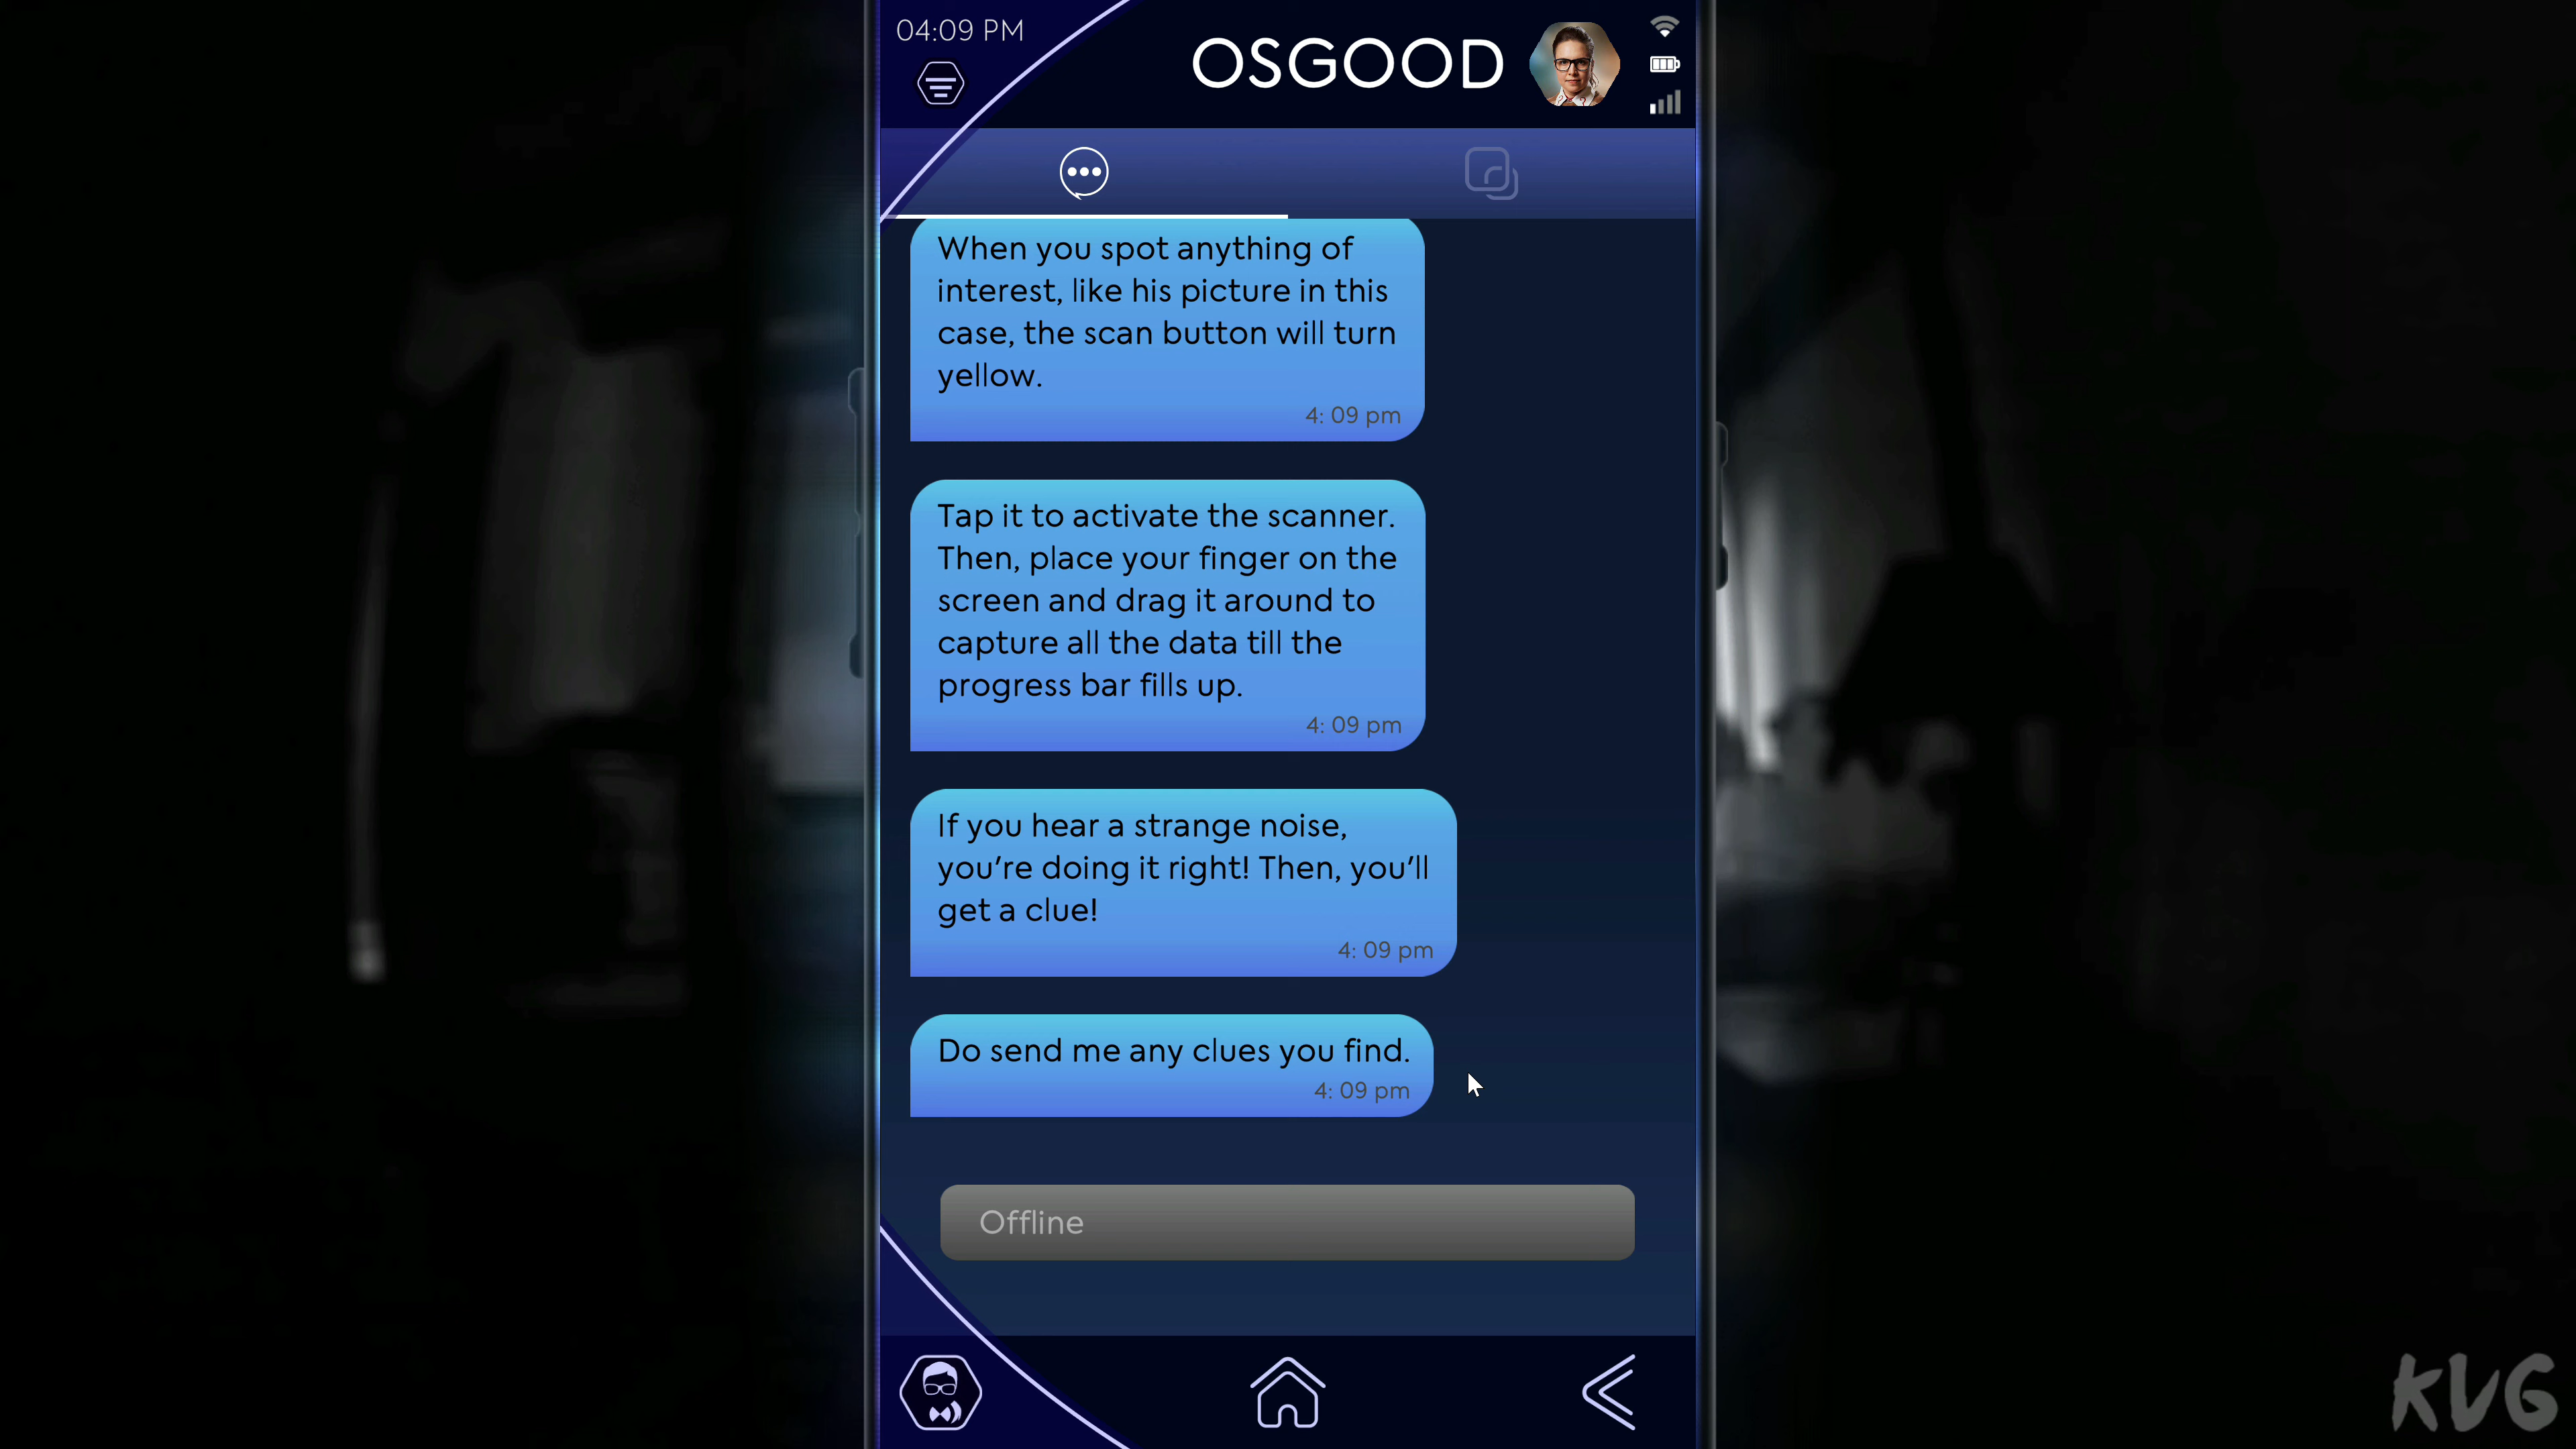 04:09 PM
OSGOOD
When you spot anything of
interest, like his picture in this
case, the scan button will turn
yellow.
4: 09 pm
Tap it to activate the scanner.
Then, place your finger on the
screen and drag it around to
capture all the data till the
progress bar fills up.
4: 09 pm
If you hear a strange noise,
you're doing it right! Then, you'll
get a clue!
4: 09 pm
Do send me any clues you find.
4: 09 pm
Offline
KVG